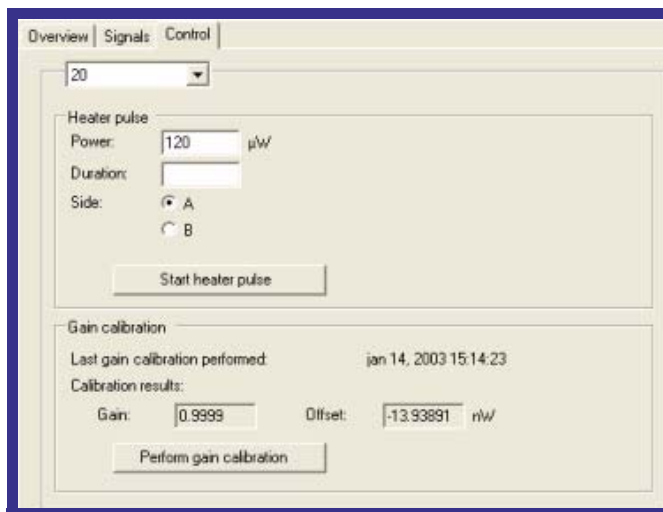 Overview Signals Control
20
Heater pulse
Power: 120 µW
Duration:
Side: A
B
Start heater pulse
Gain calibration
Last gain calibration performed: jan 14, 2003 15:14:23
Calibration results:
Gain: 0.9999 Offset: -13.93891 nW
Perform gain calibration